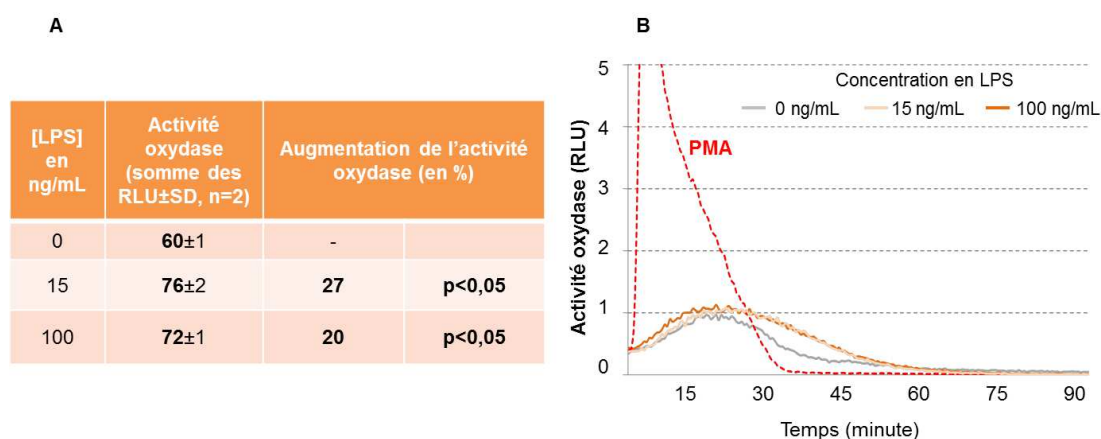 A
[LPS]
en
ng/mL
Activité
oxydase
(somme des
RLU±SD, n=2)
Augmentation de l'activité
oxydase (en %)
0
60±1
-
15
76±2
27
p<0,05
100
72±1
20
p<0,05
B
Concentration en LPS
0 ng/mL
15 ng/mL
100 ng/mL
PMA
Activité oxydase (RLU)
5
4
3
2
1
0
15
30
45
60
75
90
Temps (minute)